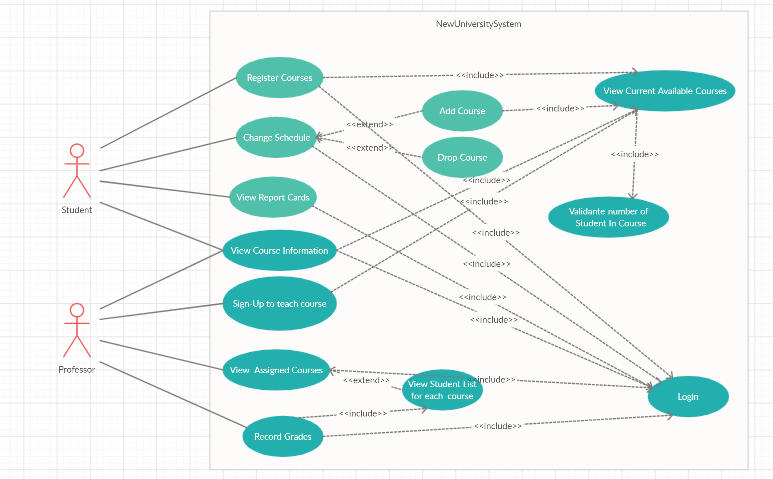 NewUniversitySystem
Register Courses
<<include>>
View Current Available Courses
Add Course
<<include>>
<<extend>>
Change Schedule
<<extend>>
Drop Course
<<include>>
<<include>>
View Report Cards
<<include>>
Student
Validante number of
Student In Course
<<include>>
View Course Information
<<include>>
Sign-Up to teach course
<<include>>
<<include>>
Professor
View Assigned Courses
<<extend>>
View Student List
for each course
<<include>>
Login
<<include>>
Record Grades
<<include>>